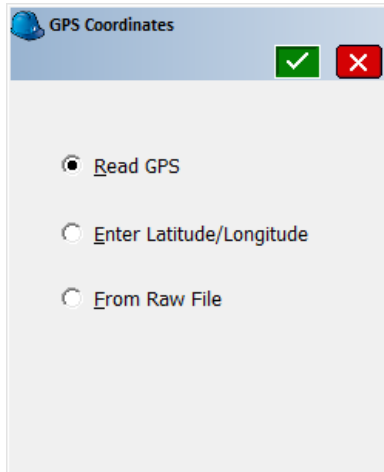 GPS Coordinates
Read GPS
Enter Latitude/Longitude
From Raw File